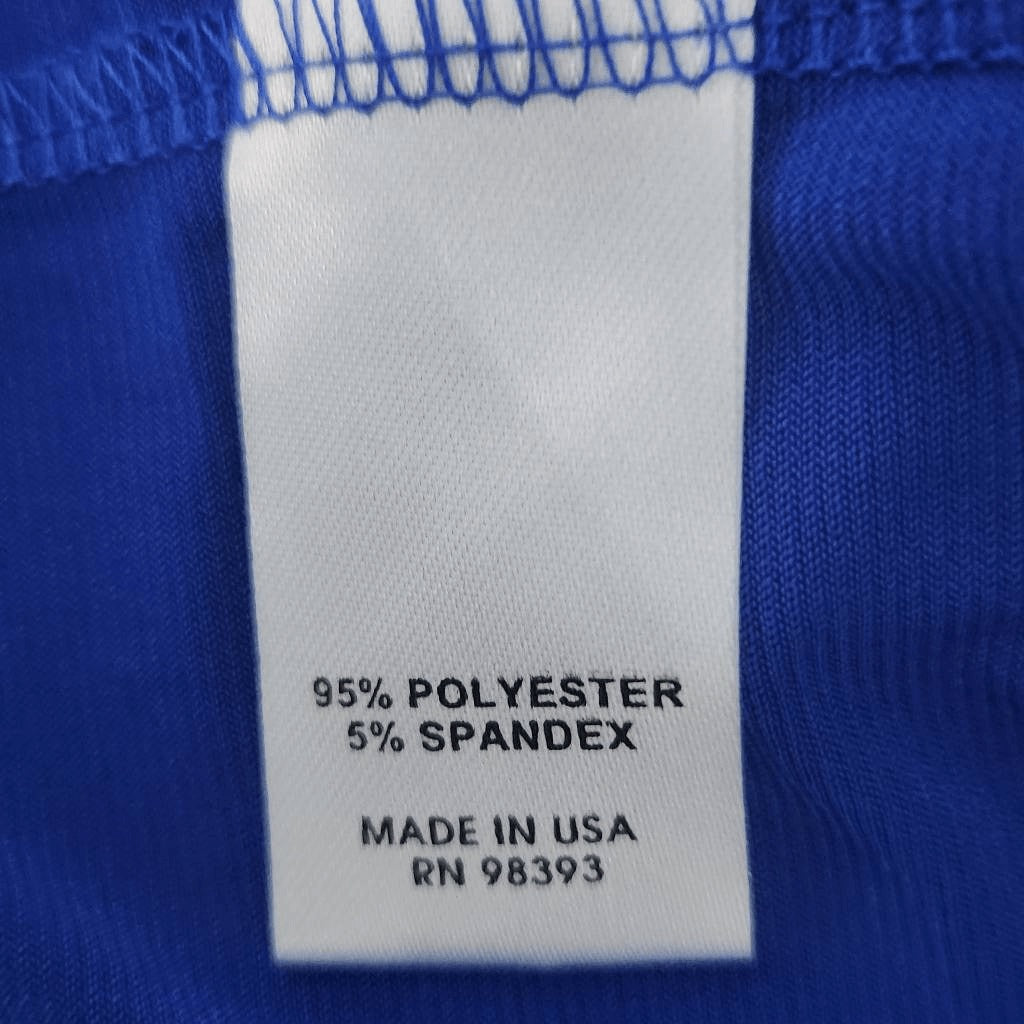 95% POLYESTER
5% SPANDEX
MADE IN USA
RN 98393